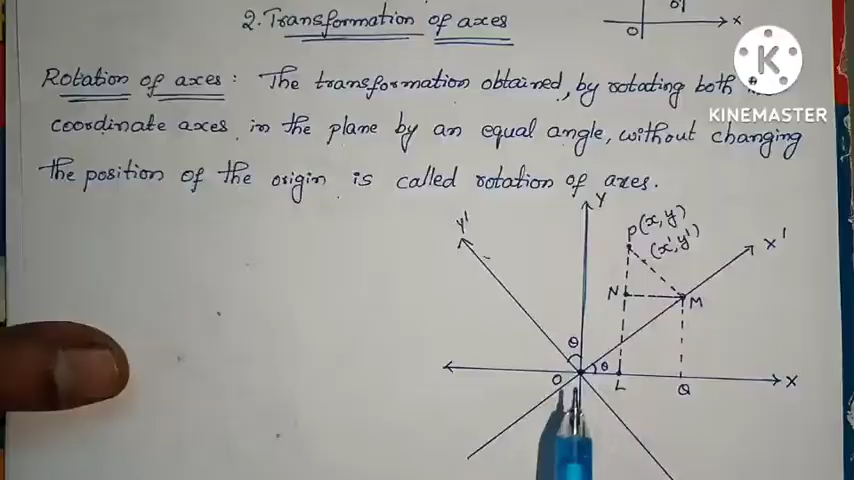 2. Transformation of axes
O
x
K
KINEMASTER
Rotation of axes : The transformation obtained, by rotating both
coordinate axes in the plane by an equal angle, without changing
the position of the origin is called rotation of axes.
Y
Y'
P(x, y)
(x', y')
X'
N
M
θ
θ
O
L
Q
X